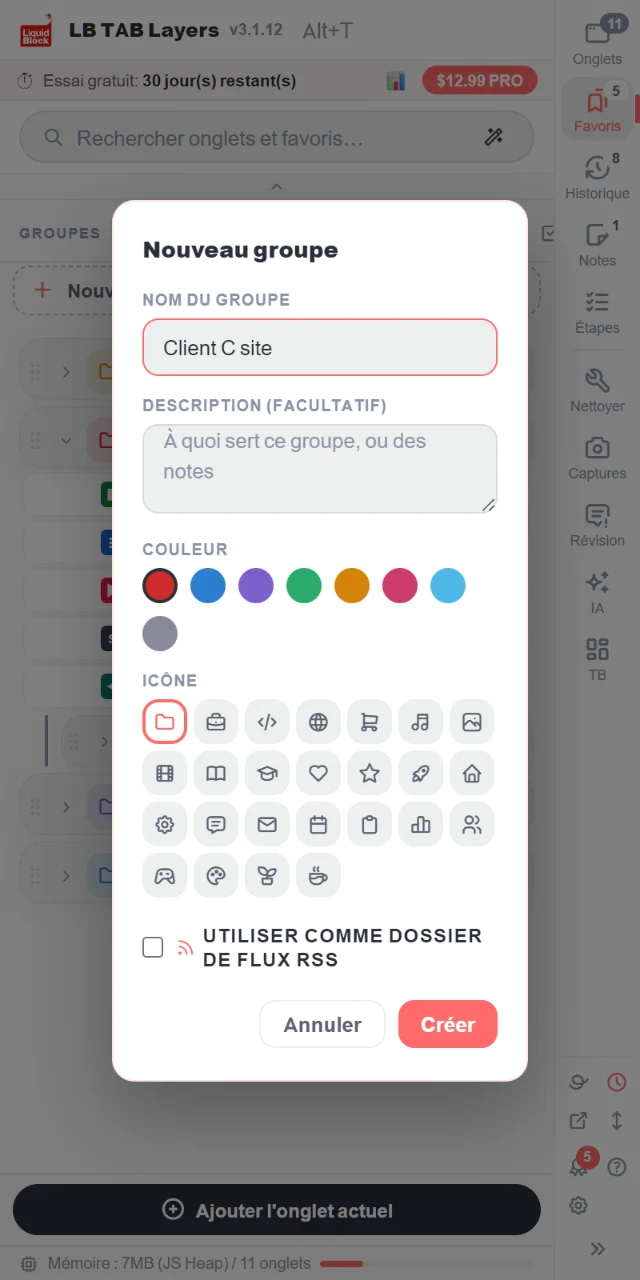 Liquid Block
LB TAB Layers v3.1.12 Alt+T
Essai gratuit: 30 jour(s) restant(s)
$12.99 PRO
Rechercher onglets et favoris…
GROUPES
Nouv
Nouveau groupe
NOM DU GROUPE
Client C site
DESCRIPTION (FACULTATIF)
À quoi sert ce groupe, ou des
notes
COULEUR
ICÔNE
UTILISER COMME DOSSIER
DE FLUX RSS
Annuler
Créer
Ajouter l'onglet actuel
Mémoire : 7MB (JS Heap) / 11 onglets
11
Onglets
5
Favoris
8
Historique
1
Notes
Étapes
Nettoyer
Captures
Révision
IA
TB
5